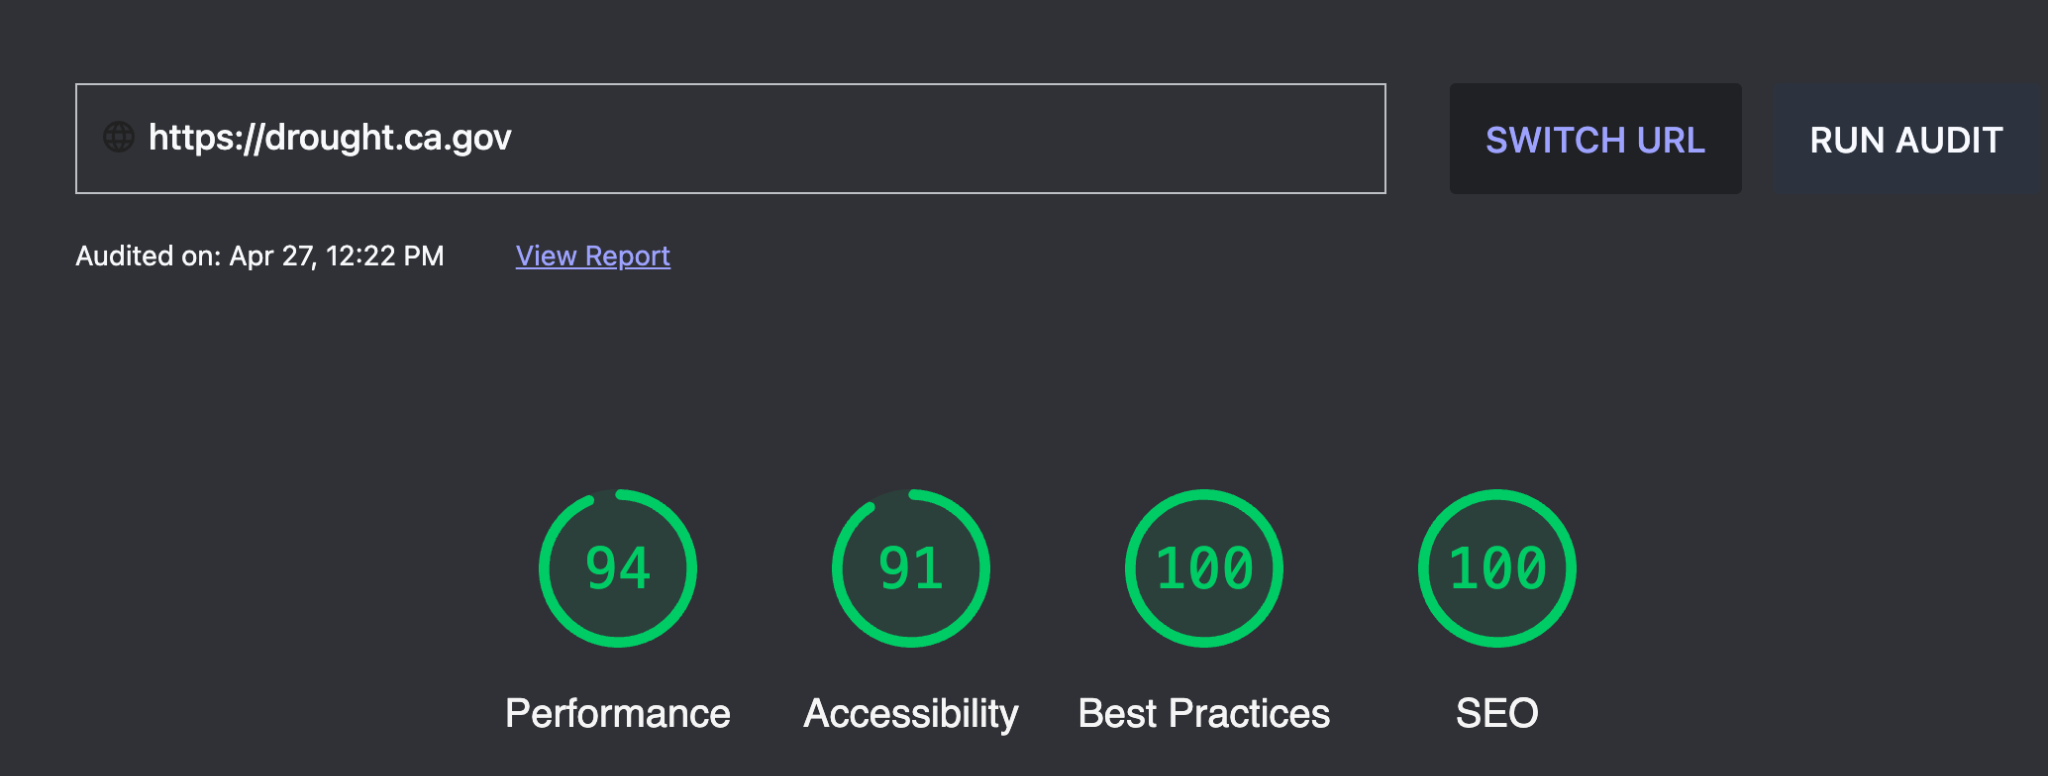 https://drought.ca.gov
SWITCH URL
RUN AUDIT
Audited on: Apr 27, 12:22 PM
View Report
94
91
100
100
Performance
Accessibility
Best Practices
SEO